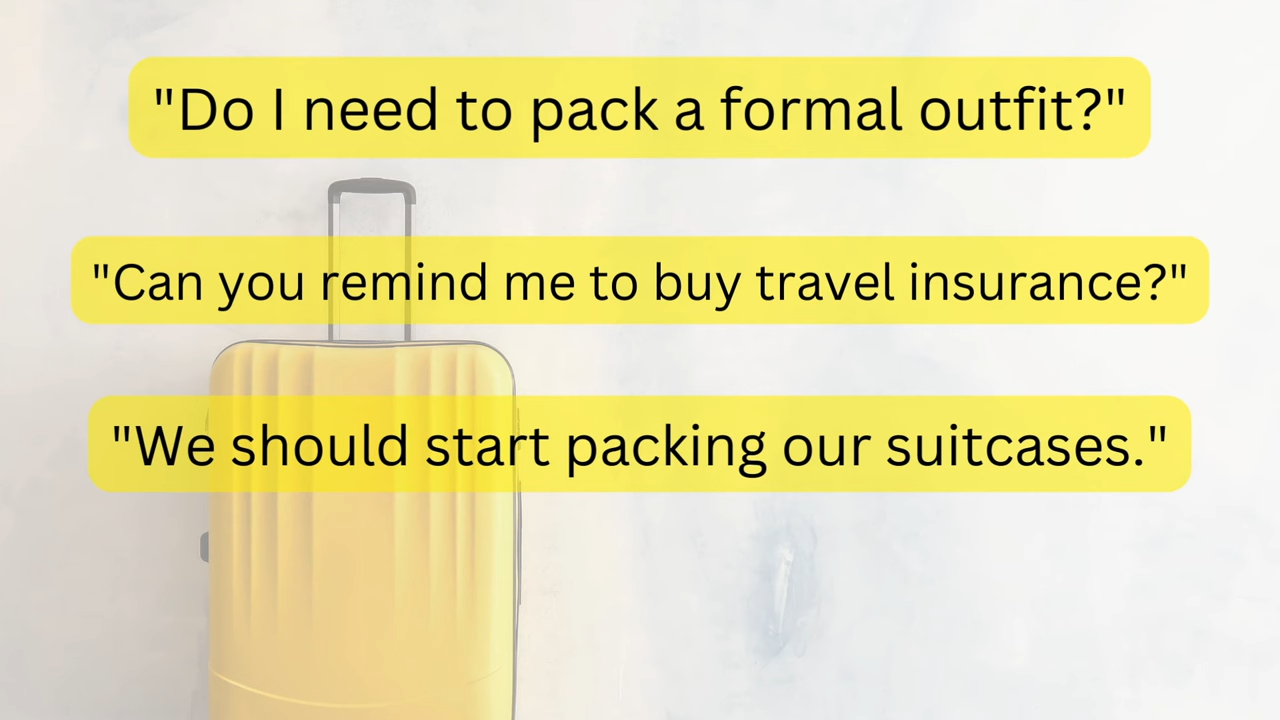 "Do I need to pack a formal outfit?"
"Can you remind me to buy travel insurance?"
"We should start packing our suitcases."